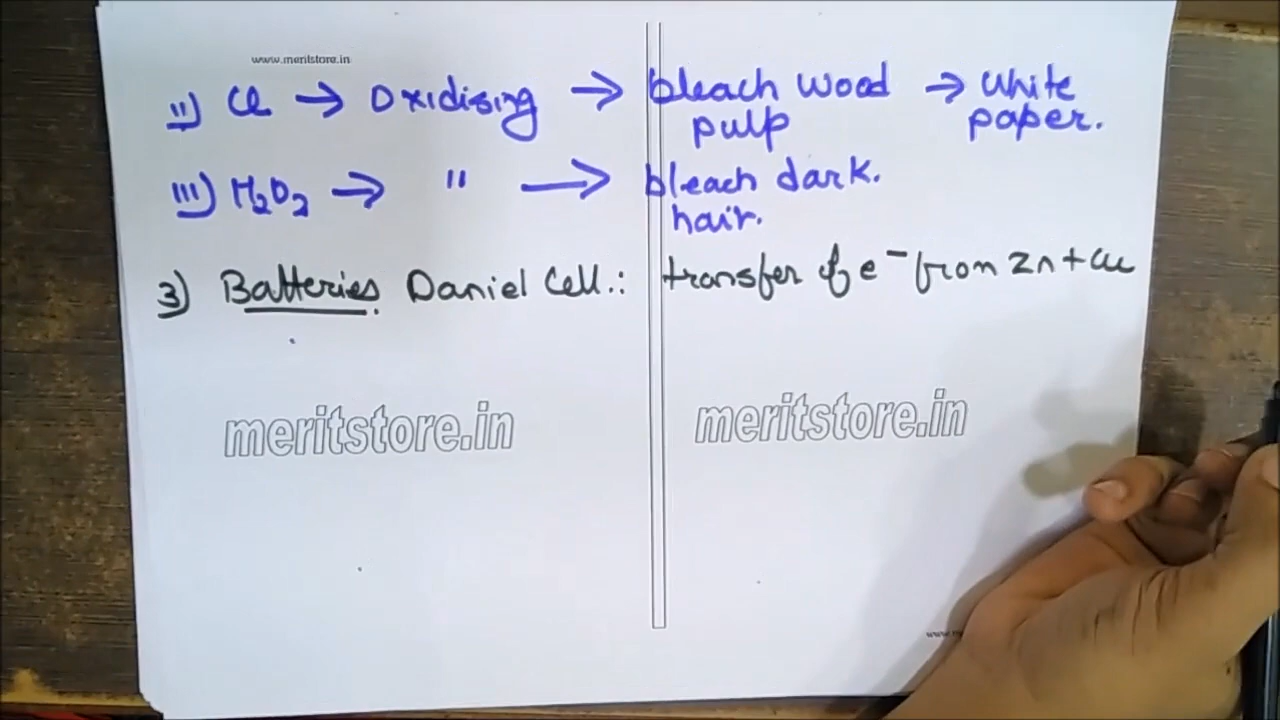 www.meritstore.in
ii) Cl → Oxidising → bleach wood → white
pulp paper.
iii) H₂O₂ → " → bleach dark.
hair.
3) Batteries. Daniel Cell.: transfer of e⁻ from Zn + Cu
meritstore.in meritstore.in